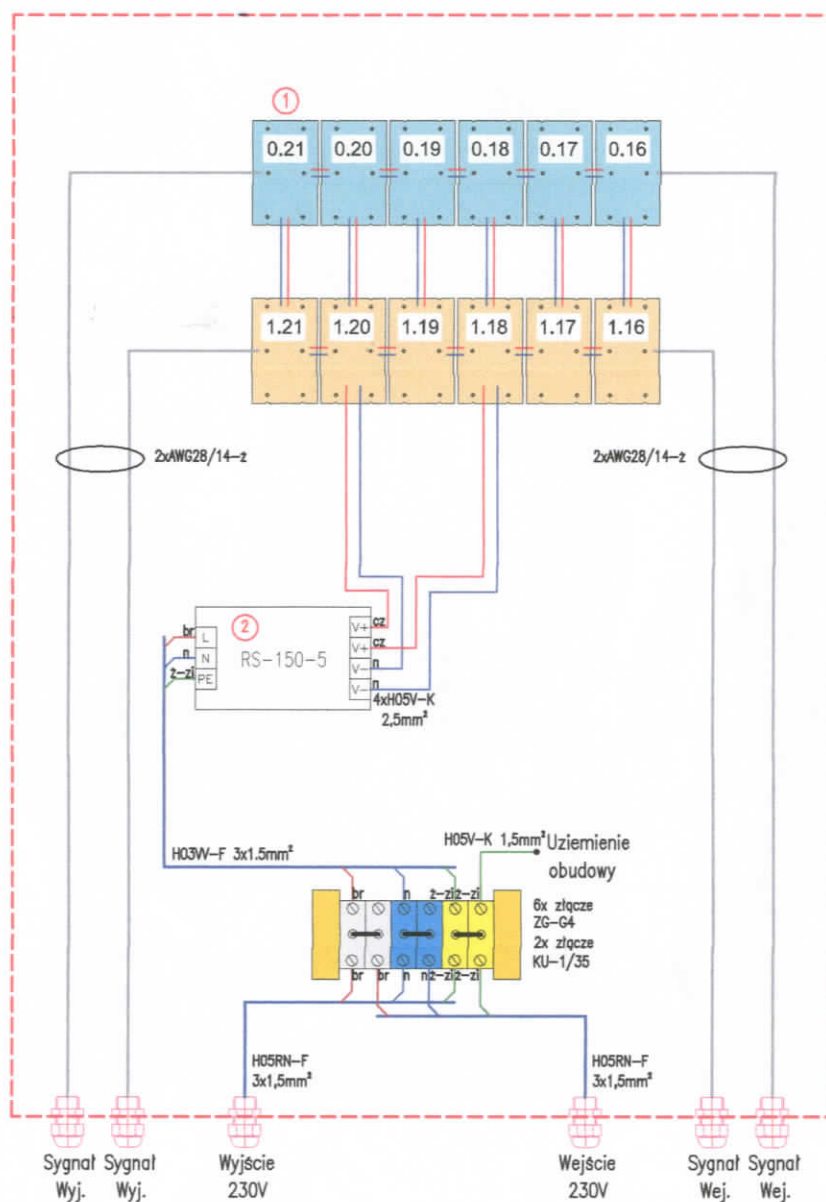 1
0.21 0.20 0.19 0.18 0.17 0.16
1.21 1.20 1.19 1.18 1.17 1.16
2xAWG28/14-ż
2xAWG28/14-ż
br L
n N
ż-zi PE
2
RS-150-5
V+ cz
V+ cz
V- n
V- n
4xH05V-K
2,5mm²
H03VV-F 3x1.5mm²
H05V-K 1,5mm²
Uziemienie
obudowy
br n ż-zi ż-zi
6x złącze
ZG-G4
2x złącze
KU-1/35
br br n n ż-zi ż-zi
H05RN-F
3x1,5mm²
H05RN-F
3x1,5mm²
Sygnał
Wyj.
Sygnał
Wyj.
Wyjście
230V
Wejście
230V
Sygnał
Wej.
Sygnał
Wej.